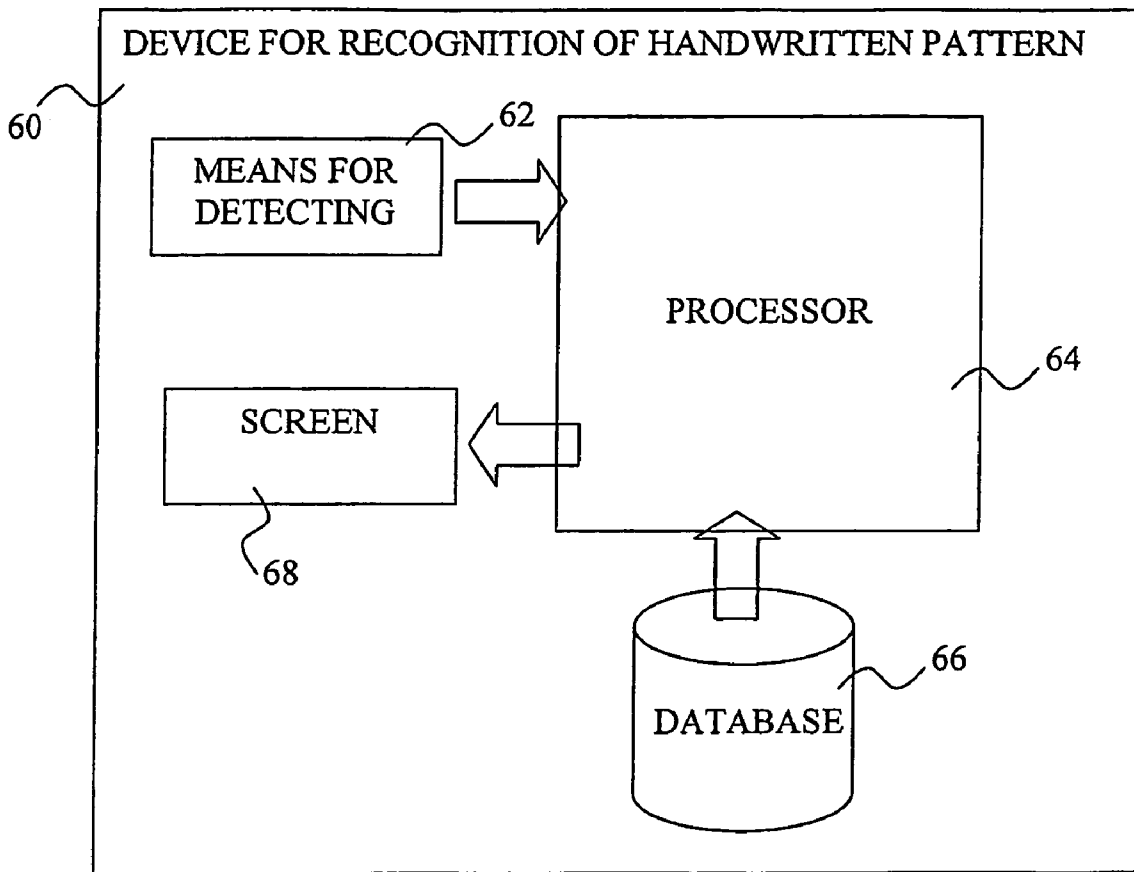 DEVICE FOR RECOGNITION OF HANDWRITTEN PATTERN
60
62
MEANS FOR
DETECTING
PROCESSOR
64
SCREEN
68
66
DATABASE